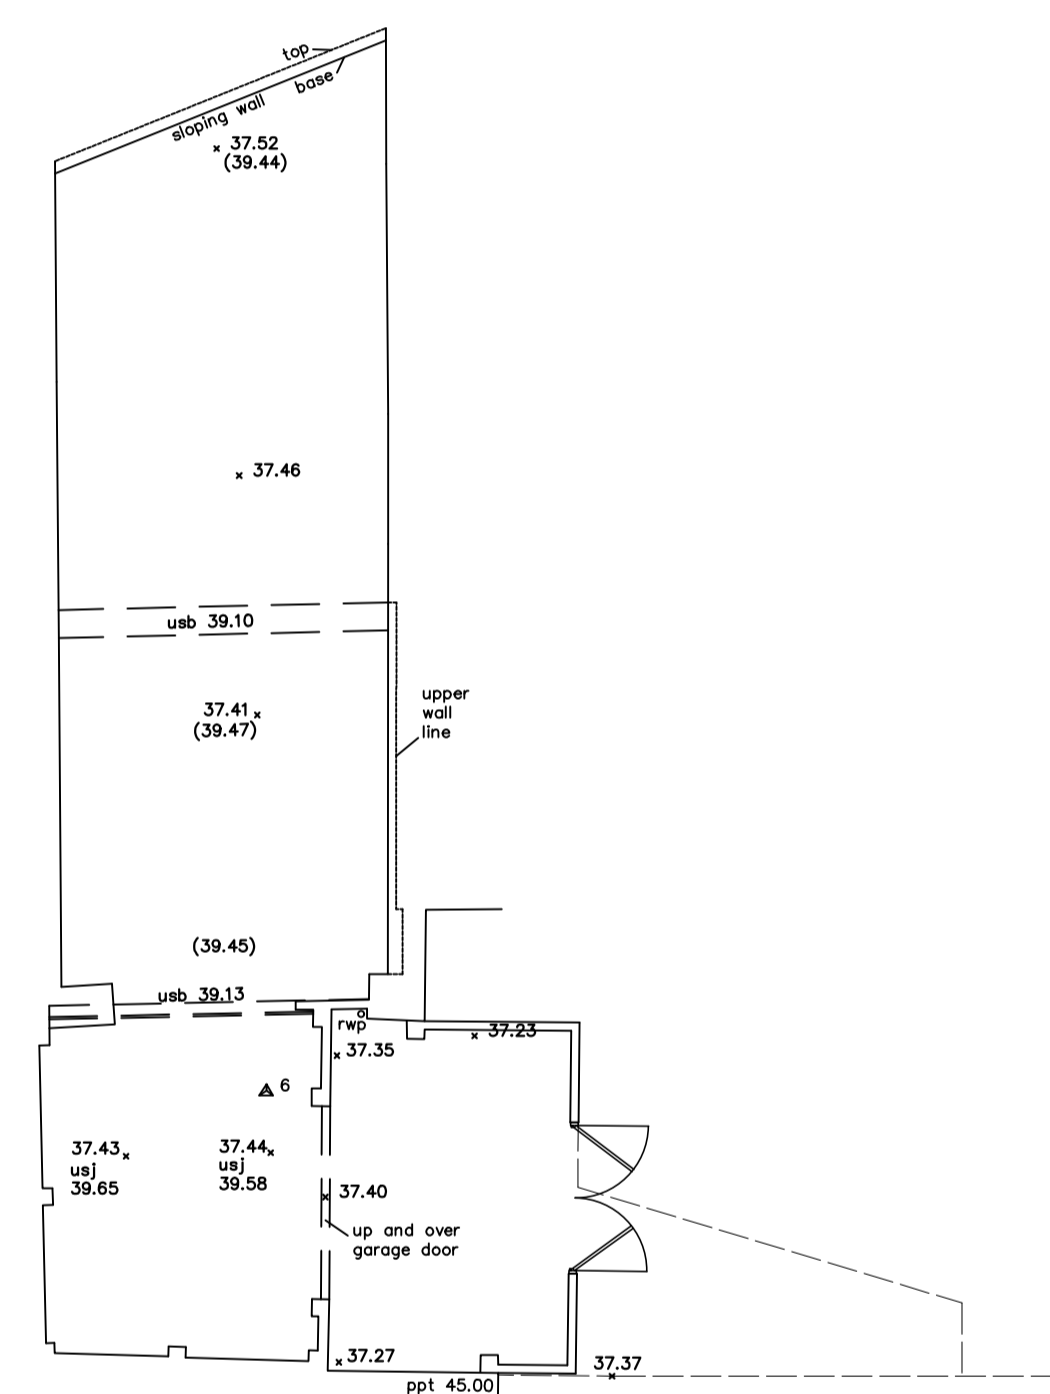 top
base
sloping wall
37.52
(39.44)
37.46
usb 39.10
upper
wall
line
37.41
(39.47)
(39.45)
usb 39.13
rwp
37.23
37.35
6
37.43
usj
39.65
37.44
usj
39.58
37.40
up and over
garage door
37.27
37.37
ppt 45.00